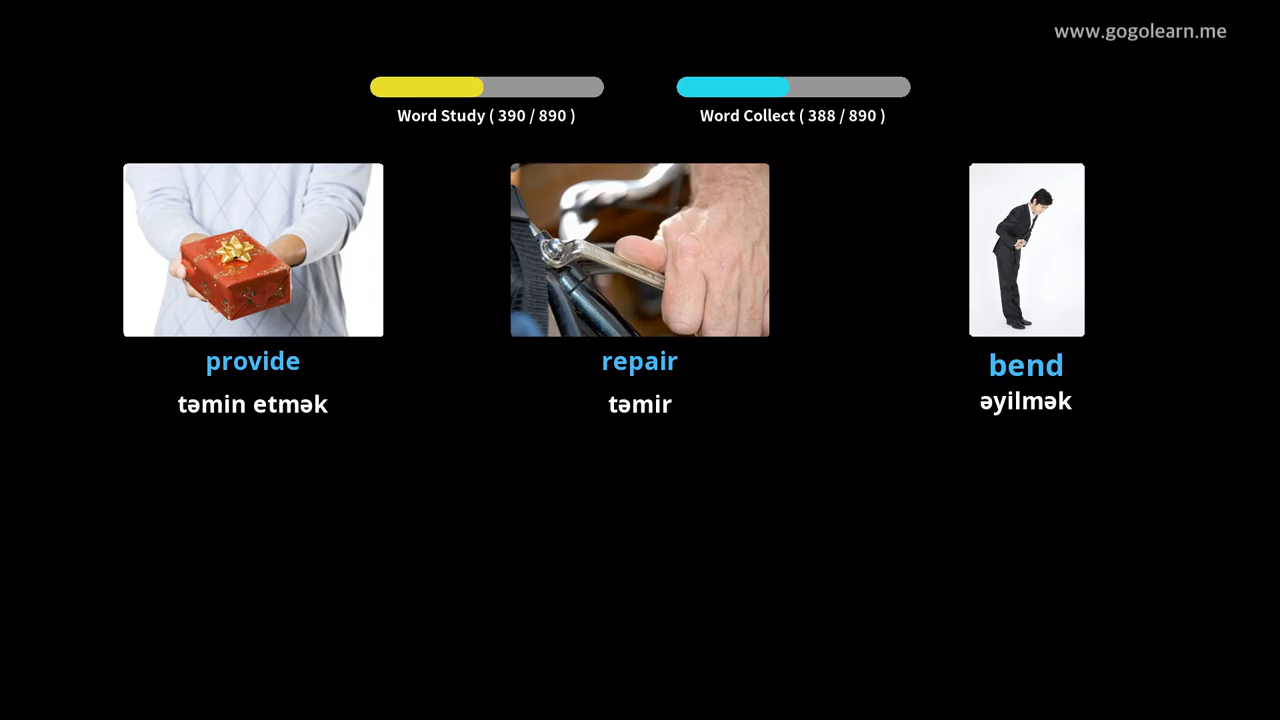 www.gogolearn.me
Word Study ( 390 / 890 )
Word Collect ( 388 / 890 )
provide
təmin etmək
repair
təmir
bend
əyilmək